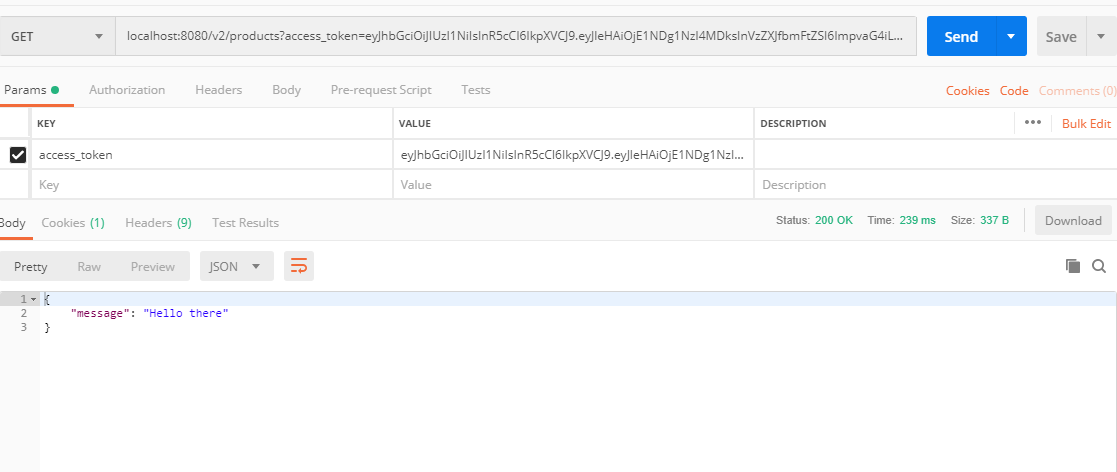 GET localhost:8080/v2/products?access_token=eyJhbGciOiJIUzI1NiIsInR5cCI6IkpXVCJ9.eyJleHAiOjE1NDg1NzI4MDksInVzZXJfbmFtZSI6ImpvaG4iL... Send Save
Params Authorization Headers Body Pre-request Script Tests Cookies Code Comments (0)
KEY VALUE DESCRIPTION ••• Bulk Edit
access_token eyJhbGciOiJIUzI1NiIsInR5cCI6IkpXVCJ9.eyJleHAiOjE1NDg1NzI...
Key Value Description
Body Cookies (1) Headers (9) Test Results Status: 200 OK Time: 239 ms Size: 337 B Download
Pretty Raw Preview JSON
1 {
2 "message": "Hello there"
3 }